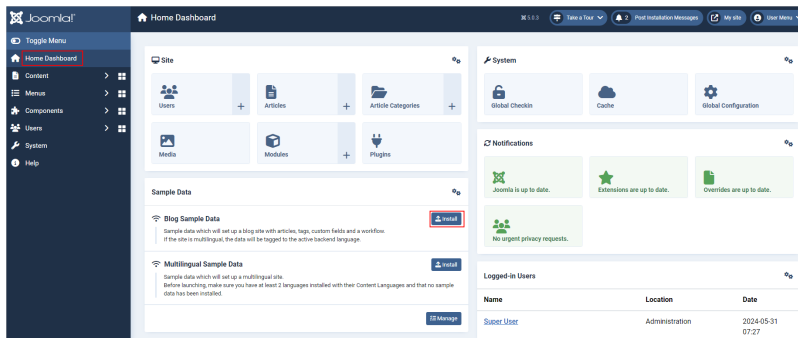 Joomla!®
Home Dashboard
5.0.3
Take a Tour
2 Post Installation Messages
My site
User Menu
Toggle Menu
Home Dashboard
Content
Menus
Components
Users
System
Help
Site
Users
+
Articles
+
Article Categories
+
Media
Modules
+
Plugins
Sample Data
Blog Sample Data
Install
Sample data which will set up a blog site with articles, tags, custom fields and a workflow.
If the site is multilingual, the data will be tagged to the active backend language.
Multilingual Sample Data
Install
Sample data which will set up a multilingual site.
Before launching, make sure you have at least 2 languages installed with their Content Languages and that no sample
data has been installed.
Manage
System
Global Checkin
Cache
Global Configuration
Notifications
Joomla is up to date.
Extensions are up to date.
Overrides are up to date.
No urgent privacy requests.
Logged-in Users
Name Location Date
Super User Administration 2024-05-31
07:27